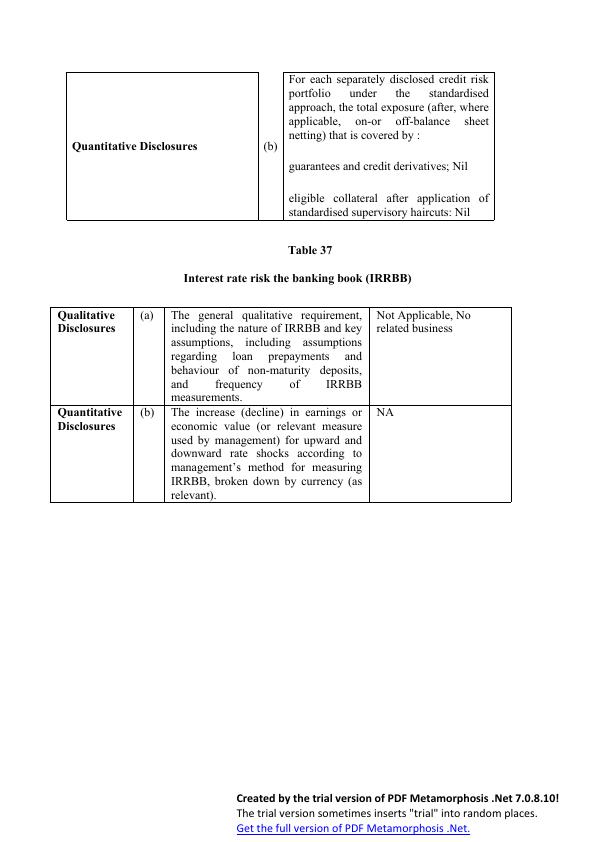 For each separately disclosed credit risk
portfolio under the standardised
approach, the total exposure (after, where
applicable, on-or off-balance sheet
netting) that is covered by :
Quantitative Disclosures
(b)
guarantees and credit derivatives; Nil
eligible collateral after application of
standardised supervisory haircuts: Nil
Table 37
Interest rate risk the banking book (IRRBB)
Qualitative
Disclosures
(a)
The general qualitative requirement,
including the nature of IRRBB and key
assumptions, including assumptions
regarding loan prepayments and
behaviour of non-maturity deposits,
and frequency of IRRBB
measurements.
Not Applicable, No
related business
Quantitative
Disclosures
(b)
The increase (decline) in earnings or
economic value (or relevant measure
used by management) for upward and
downward rate shocks according to
management’s method for measuring
IRRBB, broken down by currency (as
relevant).
NA
Created by the trial version of PDF Metamorphosis .Net 7.0.8.10!
The trial version sometimes inserts "trial" into random places.
Get the full version of PDF Metamorphosis .Net.